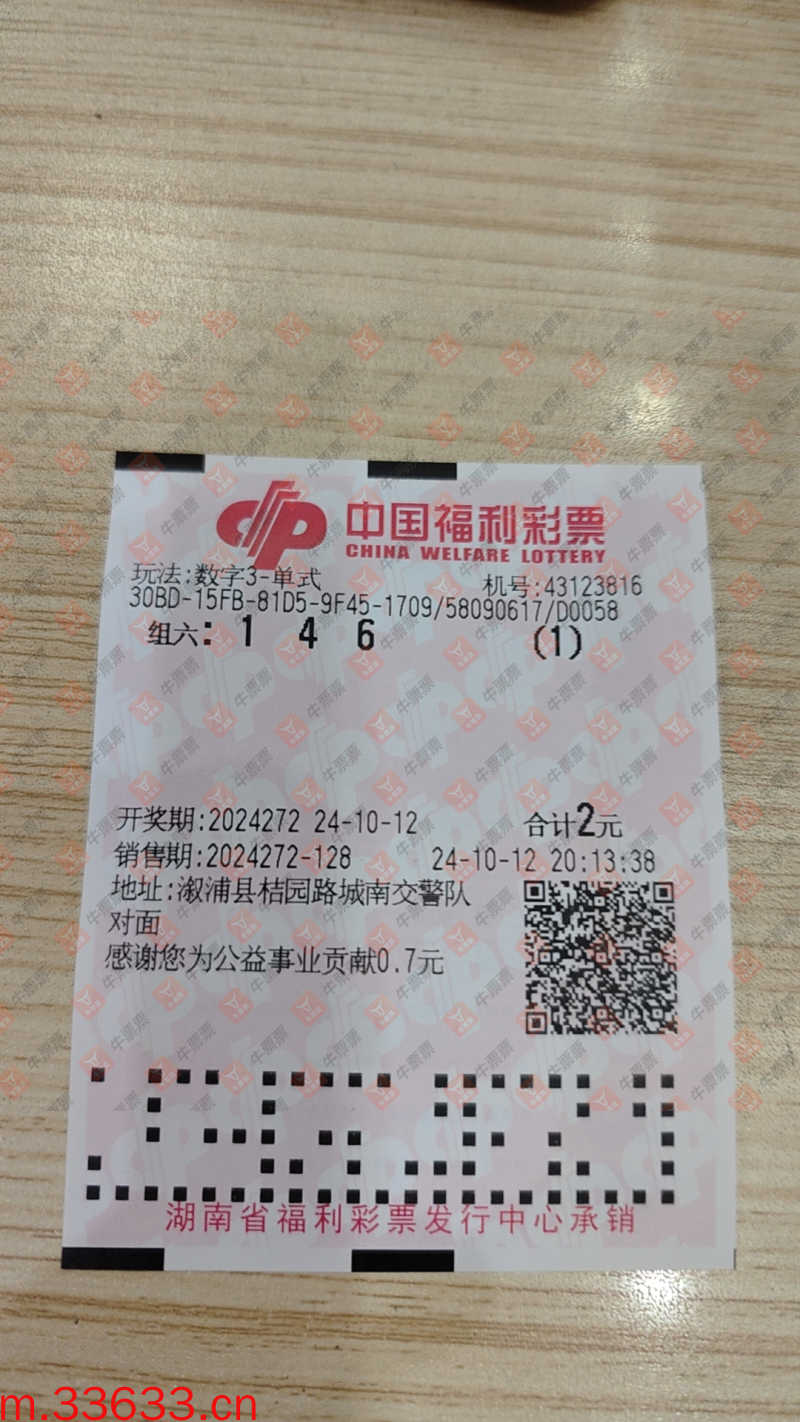 中国福利彩票
CHINA WELFARE LOTTERY
玩法:数字3-单式 机号:43123816
30BD-15FB-81D5-9F45-1709/58090617/D0058
组六: 1 4 6 (1)
开奖期:2024272 24-10-12 合计2元
销售期:2024272-128 24-10-12 20:13:38
地址:溆浦县桔园路城南交警队
对面
感谢您为公益事业贡献0.7元
湖南省福利彩票发行中心承销
牛票票
m.33633.cn